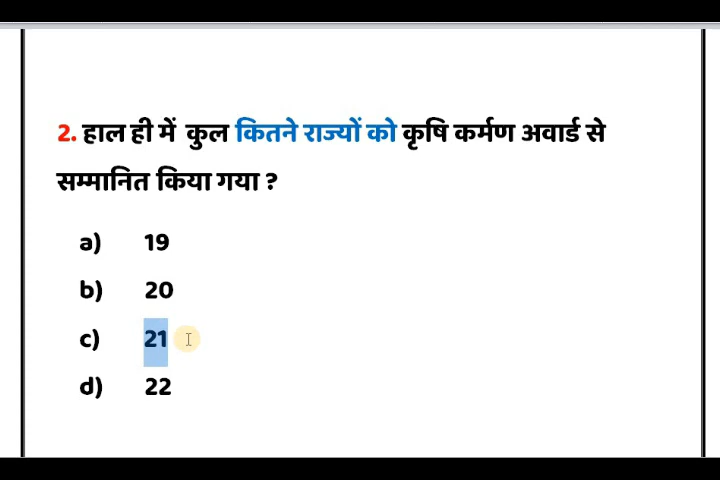 2. हाल ही में कुल कितने राज्यों को कृषि कर्मण अवार्ड से
सम्मानित किया गया ?
a) 19
b) 20
c) 21
d) 22